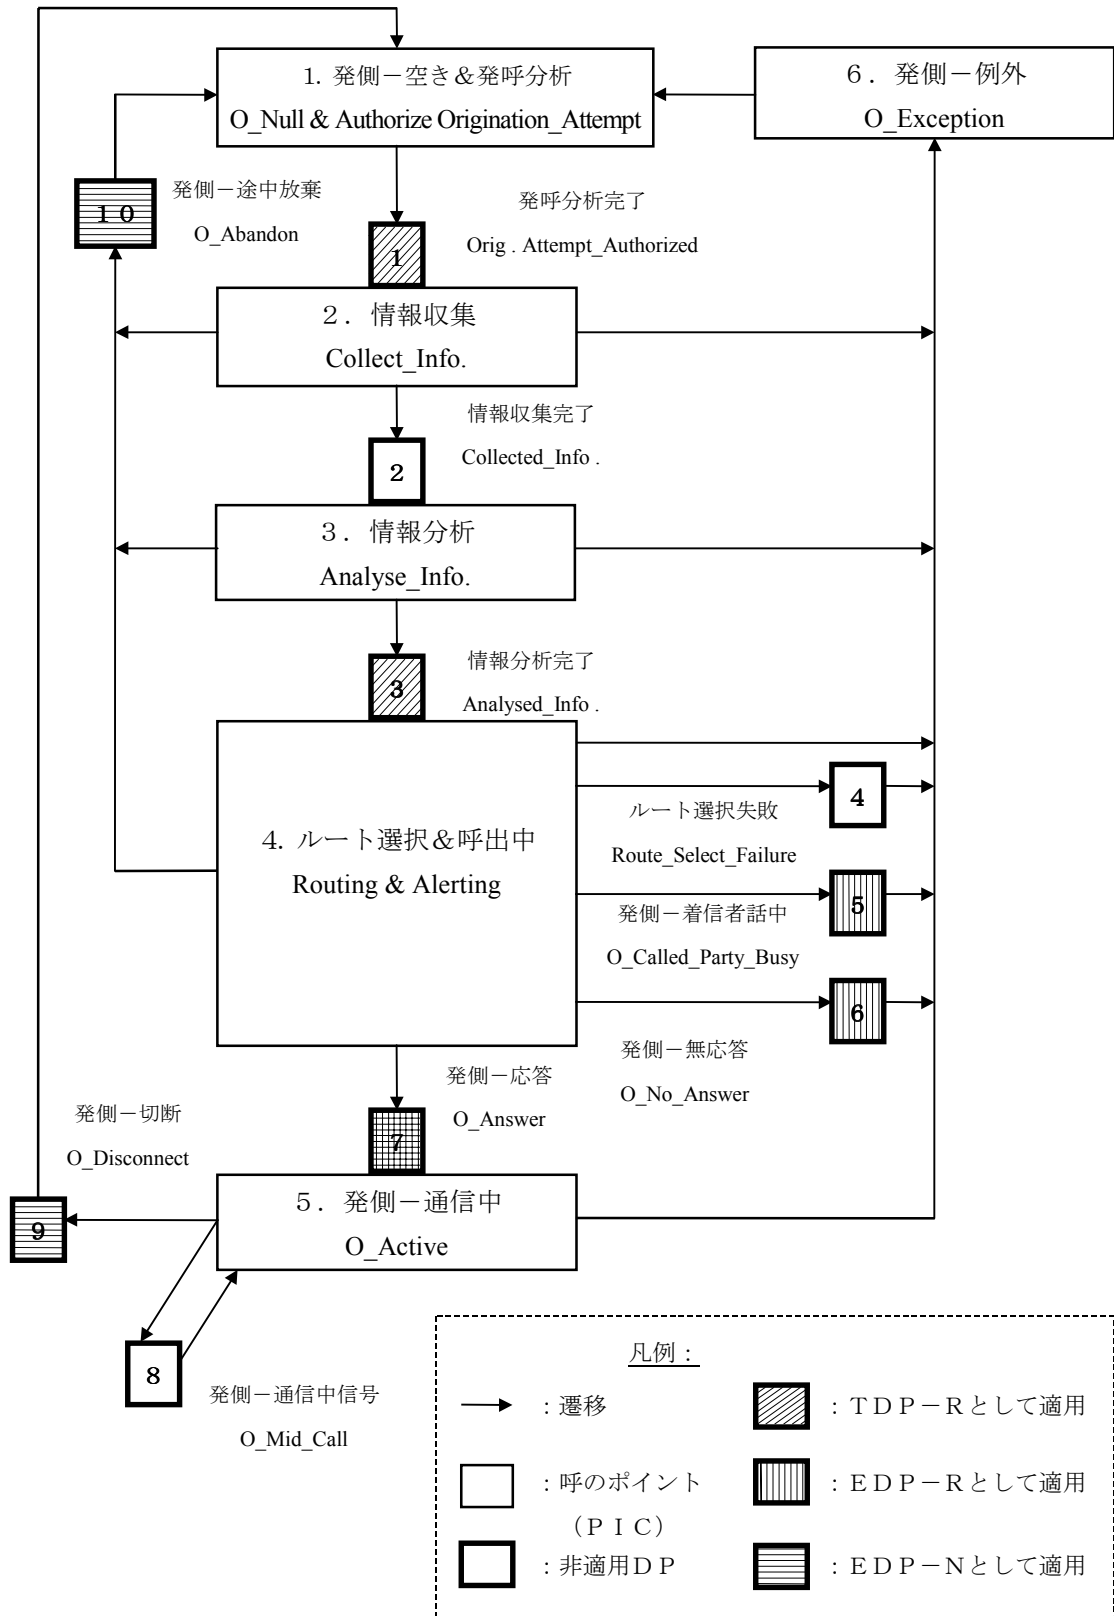 1. 発側－空き&発呼分析
O_Null & Authorize Origination_Attempt
６．発側－例外
O_Exception
１０
発側－途中放棄
O_Abandon
発呼分析完了
Orig . Attempt_Authorized
1
２．情報収集
Collect_Info.
情報収集完了
Collected_Info .
2
３．情報分析
Analyse_Info.
情報分析完了
Analysed_Info .
3
4. ルート選択＆呼出中
Routing & Alerting
4
ルート選択失敗
Route_Select_Failure
5
発側－着信者話中
O_Called_Party_Busy
6
発側－無応答
O_No_Answer
発側－応答
O_Answer
7
発側－切断
O_Disconnect
9
５．発側－通信中
O_Active
8
発側－通信中信号
O_Mid_Call
凡例：
：遷移
：ＴＤＰ－Ｒとして適用
：呼のポイント
（ＰＩＣ）
：ＥＤＰ－Ｒとして適用
：非適用ＤＰ
：ＥＤＰ－Ｎとして適用